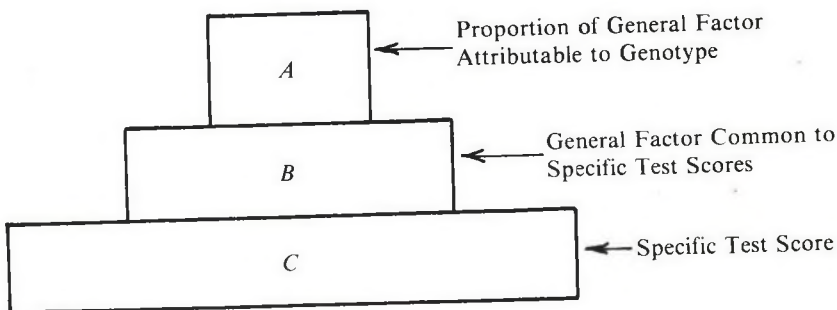 Proportion of General Factor
Attributable to Genotype
A
General Factor Common to
Specific Test Scores
B
Specific Test Score
C